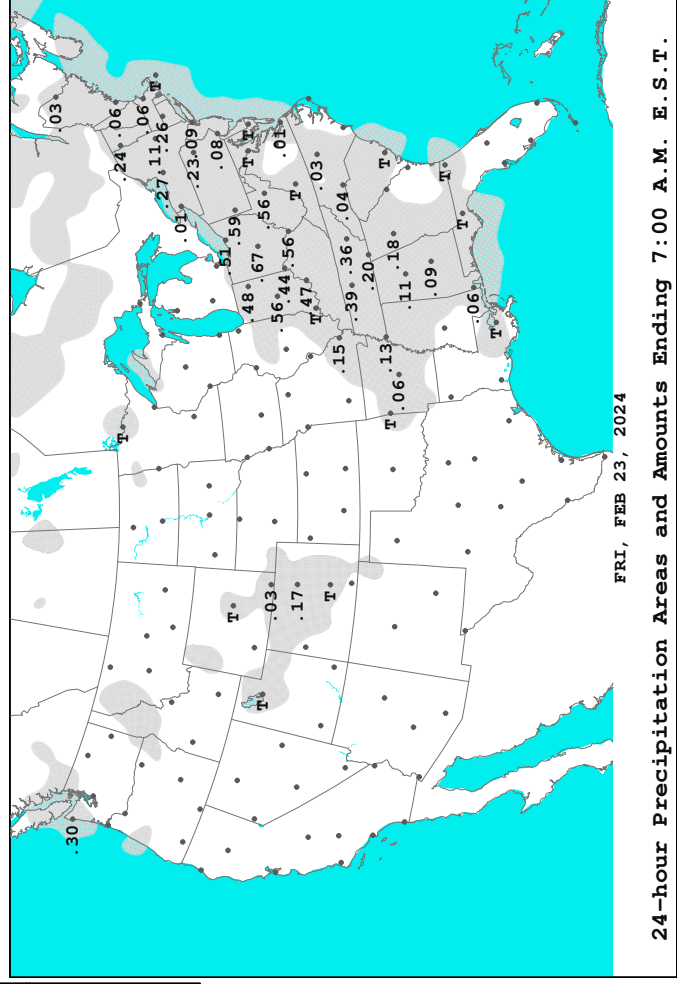 .03
.30
.06
.24
T
.06
T
.11
.26
.27
.01
.09
.23
.08
.51
T
.59
T
T
.48
.67
T
.56
.03
.56
.01
.44
.56
T
.17
.47
T
.03
T
.15
.04
.36
.39
.20
T
.13
T
.18
.06
.11
.09
T
T
.06
T
FRI, FEB 23, 2024
24-hour Precipitation Areas and Amounts Ending 7:00 A.M. E.S.T.